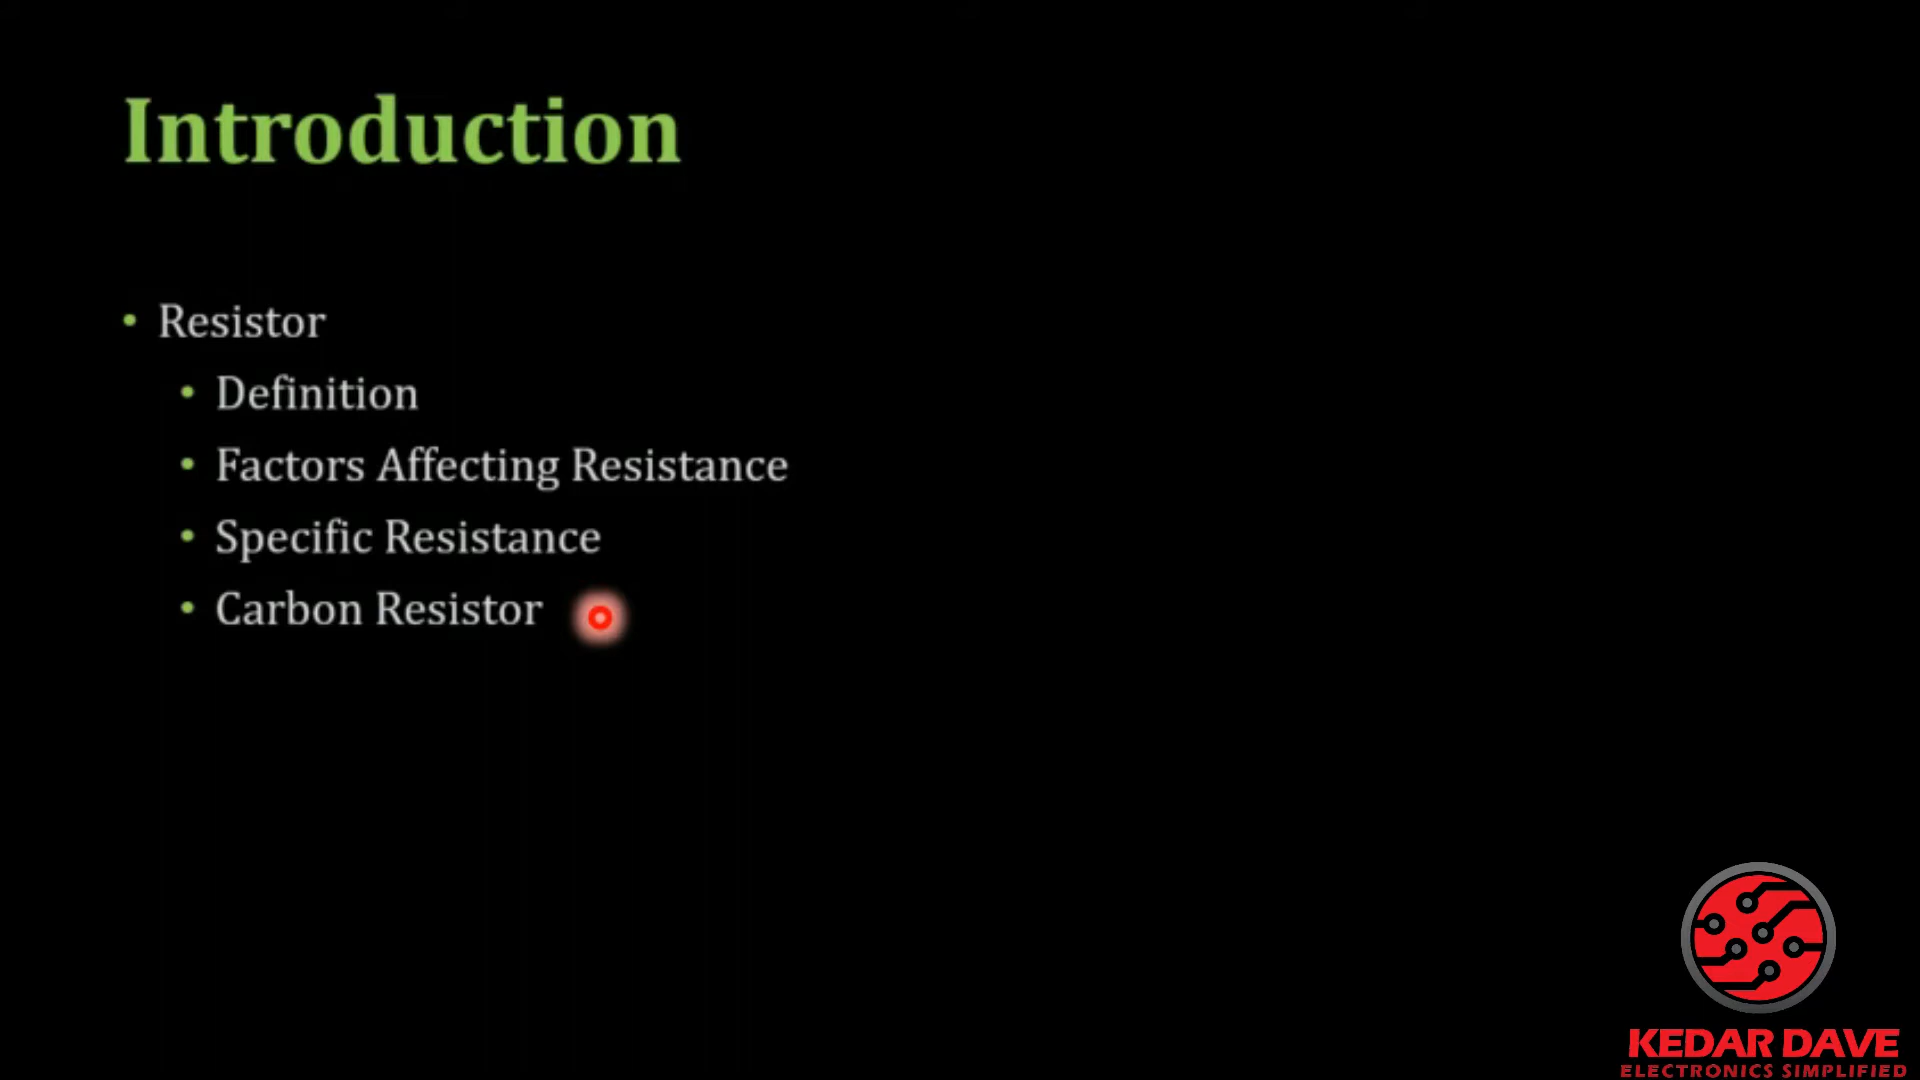 Introduction
• Resistor
• Definition
• Factors Affecting Resistance
• Specific Resistance
• Carbon Resistor
KEDAR DAVE
ELECTRONICS SIMPLIFIED